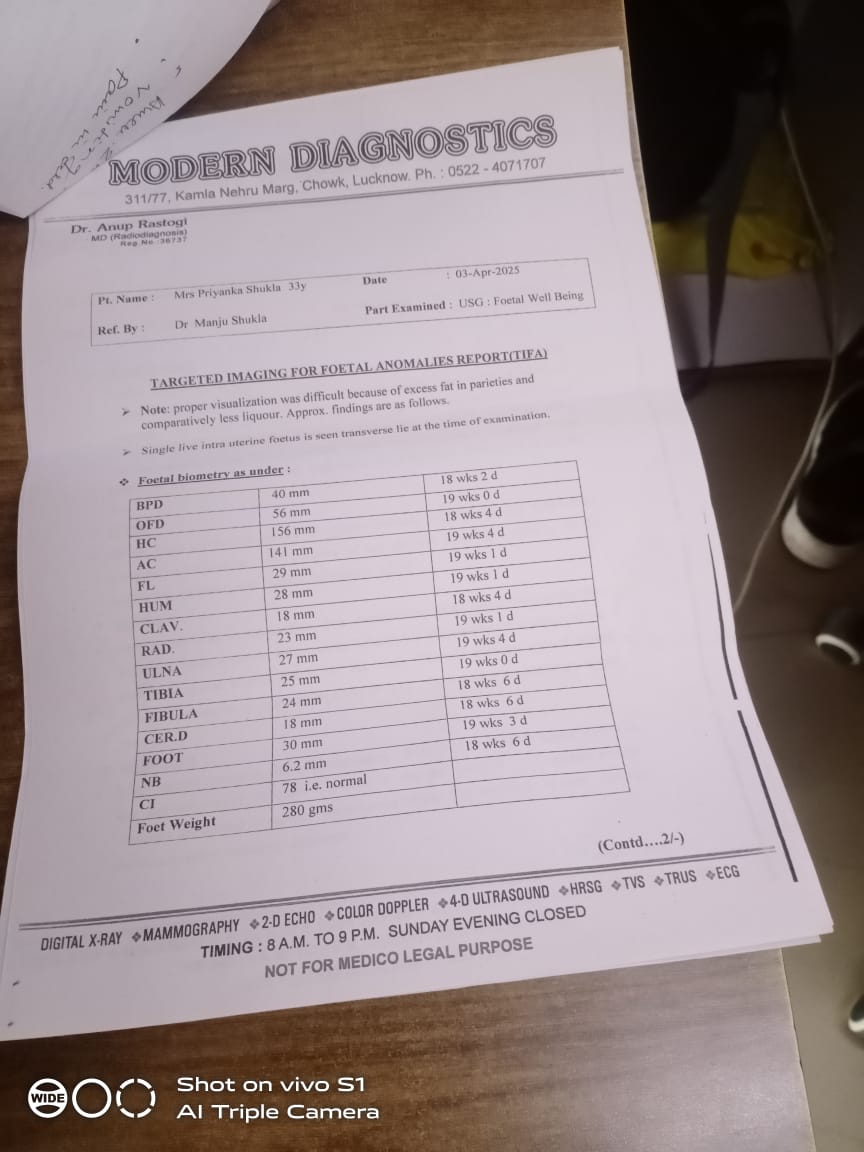 Pain in
MODERN DIAGNOSTICS
311/77, Kamla Nehru Marg, Chowk, Lucknow. Ph. : 0522 - 4071707
Dr. Anup Rastogi
MD (Radiodiagnosis)
Reg.No.:36737
Pt. Name : Mrs Priyanka Shukla 33y Date : 03-Apr-2025
Ref. By : Dr Manju Shukla Part Examined : USG : Foetal Well Being
TARGETED IMAGING FOR FOETAL ANOMALIES REPORT(TIFA)
➢ Note: proper visualization was difficult because of excess fat in parieties and
comparatively less liquour. Approx. findings are as follows.
➢ Single live intra uterine foetus is seen transverse lie at the time of examination.
❖ Foetal biometry as under :
BPD 40 mm 18 wks 2 d
OFD 56 mm 19 wks 0 d
HC 156 mm 18 wks 4 d
AC 141 mm 19 wks 4 d
FL 29 mm 19 wks 1 d
HUM 28 mm 19 wks 1 d
CLAV. 18 mm 18 wks 4 d
RAD. 23 mm 19 wks 1 d
ULNA 27 mm 19 wks 4 d
TIBIA 25 mm 19 wks 0 d
FIBULA 24 mm 18 wks 6 d
CER.D 18 mm 18 wks 6 d
FOOT 30 mm 19 wks 3 d
NB 6.2 mm 18 wks 6 d
CI 78 i.e. normal
Foet Weight 280 gms
(Contd....2/-)
DIGITAL X-RAY ❖MAMMOGRAPHY ❖2-D ECHO ❖COLOR DOPPLER ❖4-D ULTRASOUND ❖HRSG ❖TVS ❖TRUS ❖ECG
TIMING : 8 A.M. TO 9 P.M. SUNDAY EVENING CLOSED
NOT FOR MEDICO LEGAL PURPOSE
WIDE
Shot on vivo S1
AI Triple Camera